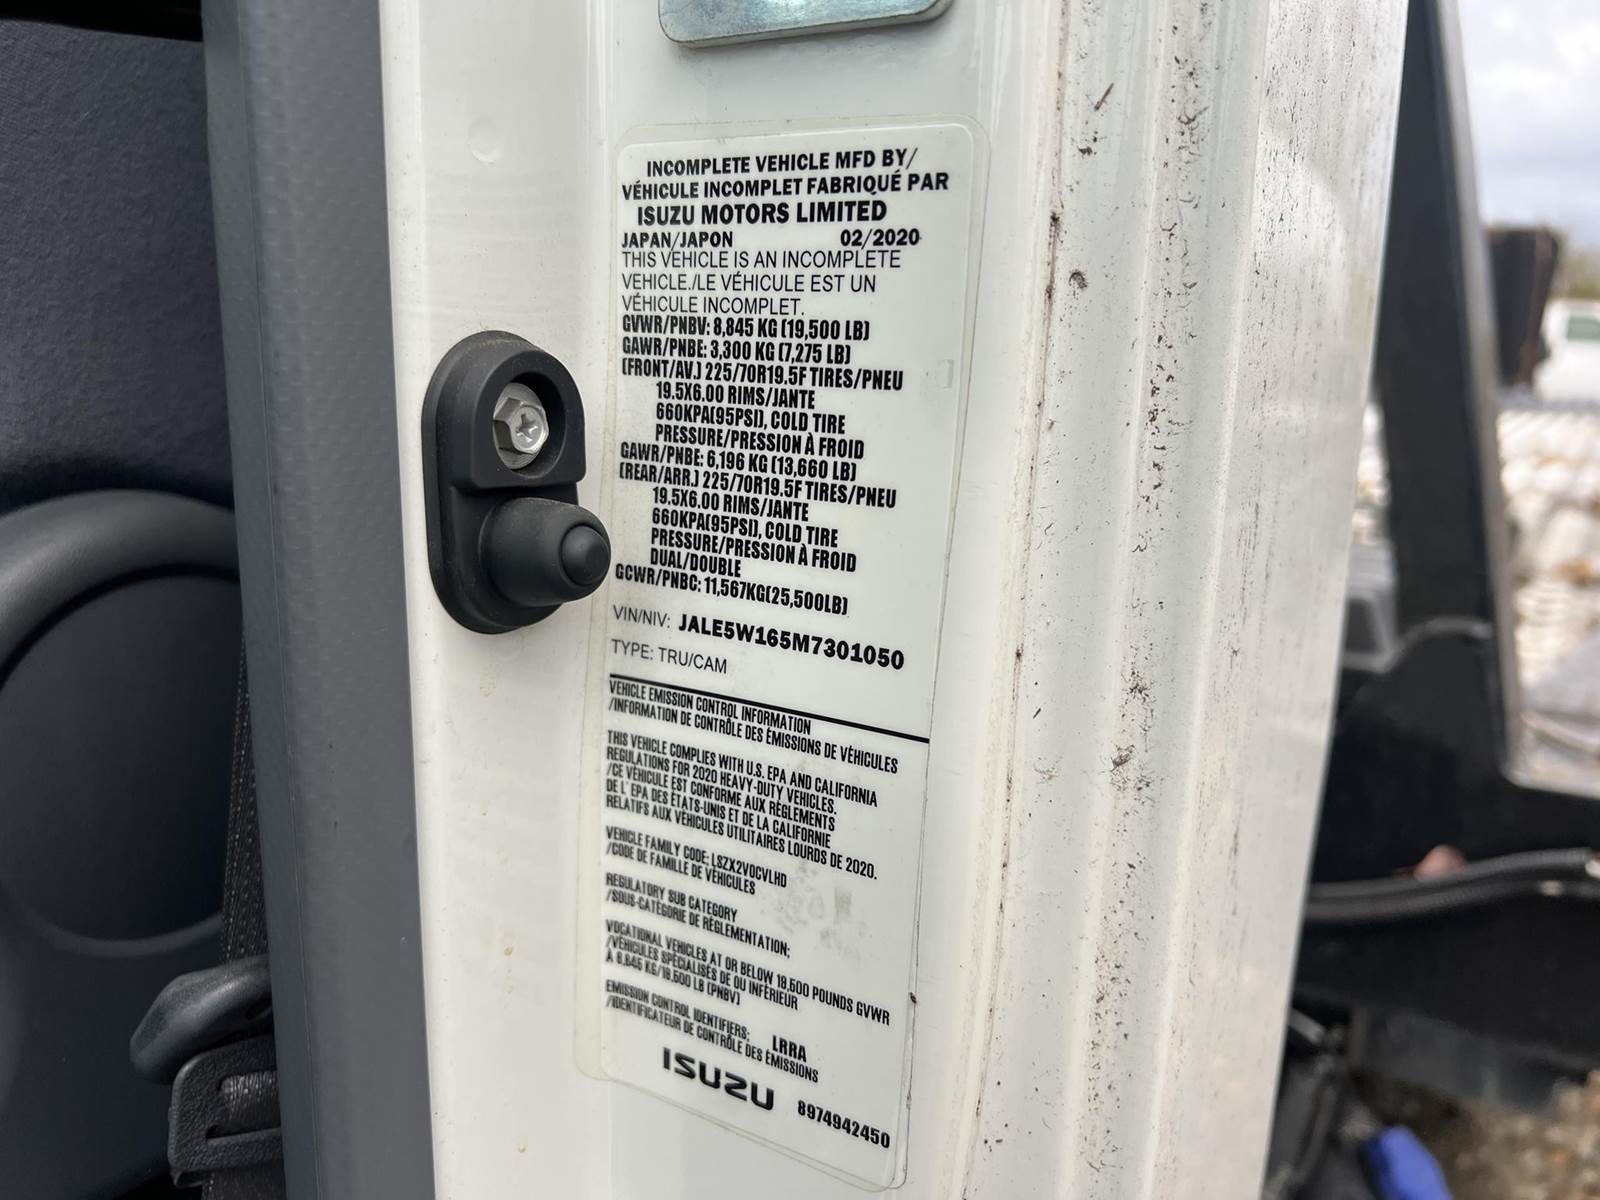 INCOMPLETE VEHICLE MFD BY/
VÉHICULE INCOMPLET FABRIQUÉ PAR
ISUZU MOTORS LIMITED
JAPAN/JAPON 02/2020
THIS VEHICLE IS AN INCOMPLETE
VEHICLE./LE VÉHICULE EST UN
VÉHICULE INCOMPLET.
GVWR/PNBV: 8,845 KG (19,500 LB)
GAWR/PNBE: 3,300 KG (7,275 LB)
(FRONT/AV.) 225/70R19.5F TIRES/PNEU
19.5X6.00 RIMS/JANTE
660KPA(95PSI), COLD TIRE
PRESSURE/PRESSION À FROID
GAWR/PNBE: 6,196 KG (13,660 LB)
(REAR/ARR.) 225/70R19.5F TIRES/PNEU
19.5X6.00 RIMS/JANTE
660KPA(95PSI), COLD TIRE
PRESSURE/PRESSION À FROID
DUAL/DOUBLE
GCWR/PNBC: 11,567KG(25,500LB)
VIN/NIV: JALE5W165M7301050
TYPE: TRU/CAM
VEHICLE EMISSION CONTROL INFORMATION
/INFORMATION DE CONTRÔLE DES ÉMISSIONS DE VÉHICULES
THIS VEHICLE COMPLIES WITH U.S. EPA AND CALIFORNIA
REGULATIONS FOR 2020 HEAVY-DUTY VEHICLES.
/CE VÉHICULE EST CONFORME AUX RÈGLEMENTS
DE L'EPA DES ÉTATS-UNIS ET DE LA CALIFORNIE
RELATIFS AUX VÉHICULES UTILITAIRES LOURDS DE 2020.
VEHICLE FAMILY CODE: LSZX2VOCVLHD
/CODE DE FAMILLE DE VÉHICULES
REGULATORY SUB CATEGORY
/SOUS-CATÉGORIE DE RÉGLEMENTATION;
VOCATIONAL VEHICLES AT OR BELOW 19,500 POUNDS GVWR
/VÉHICULES SPÉCIALISÉS DE OU INFÉRIEUR
À 8,845 KG/19,500 LB (PNBV)
EMISSION CONTROL IDENTIFIERS: LRRA
/IDENTIFICATEUR DE CONTRÔLE DES ÉMISSIONS
ISUZU 8974942450